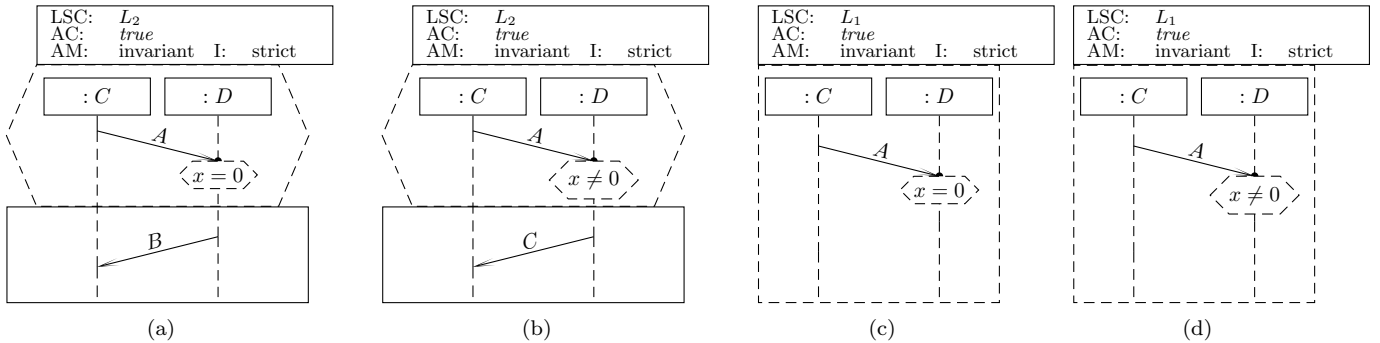 LSC: L2
AC: true
AM: invariant I: strict
: C : D
A
x = 0
B
(a)
LSC: L2
AC: true
AM: invariant I: strict
: C : D
A
x ≠ 0
C
(b)
LSC: L1
AC: true
AM: invariant I: strict
: C : D
A
x = 0
(c)
LSC: L1
AC: true
AM: invariant I: strict
: C : D
A
x ≠ 0
(d)